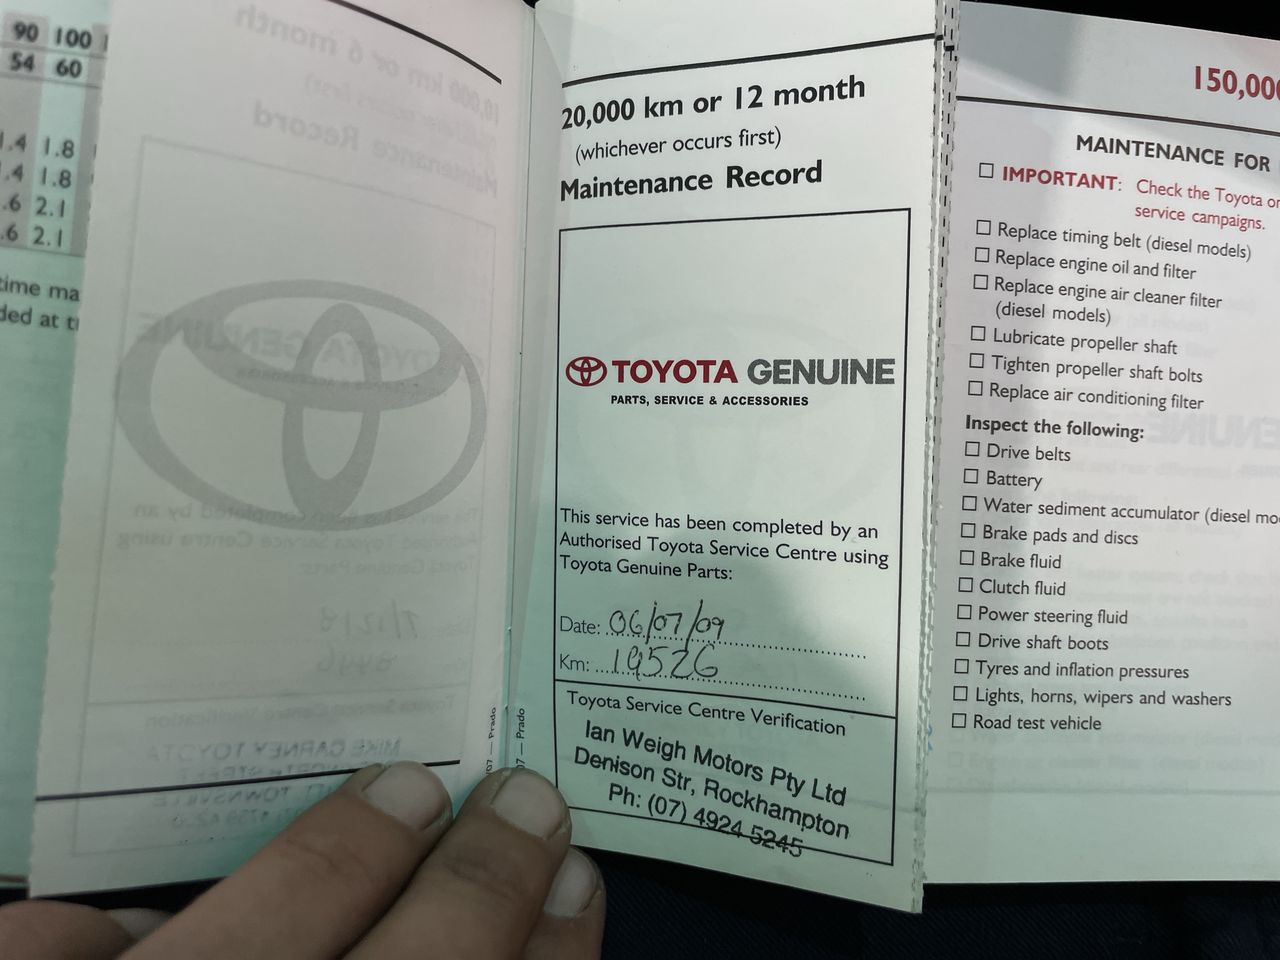 90 100
54 60
1.4 1.8
.4 1.8
.6 2.1
.6 2.1
time ma
ded at t
20,000 km or 12 month
(whichever occurs first)
Maintenance Record
TOYOTA GENUINE
PARTS, SERVICE & ACCESSORIES
This service has been completed by an
Authorised Toyota Service Centre using
Toyota Genuine Parts:
Date: 06/07/09
Km: 19526
Toyota Service Centre Verification
Ian Weigh Motors Pty Ltd
Denison Str, Rockhampton
Ph: (07) 4924 5245
07 — Prado
07 — Prado
150,000
MAINTENANCE FOR
IMPORTANT: Check the Toyota or
service campaigns.
Replace timing belt (diesel models)
Replace engine oil and filter
Replace engine air cleaner filter
(diesel models)
Lubricate propeller shaft
Tighten propeller shaft bolts
Replace air conditioning filter
Inspect the following:
Drive belts
Battery
Water sediment accumulator (diesel mo
Brake pads and discs
Brake fluid
Clutch fluid
Power steering fluid
Drive shaft boots
Tyres and inflation pressures
Lights, horns, wipers and washers
Road test vehicle